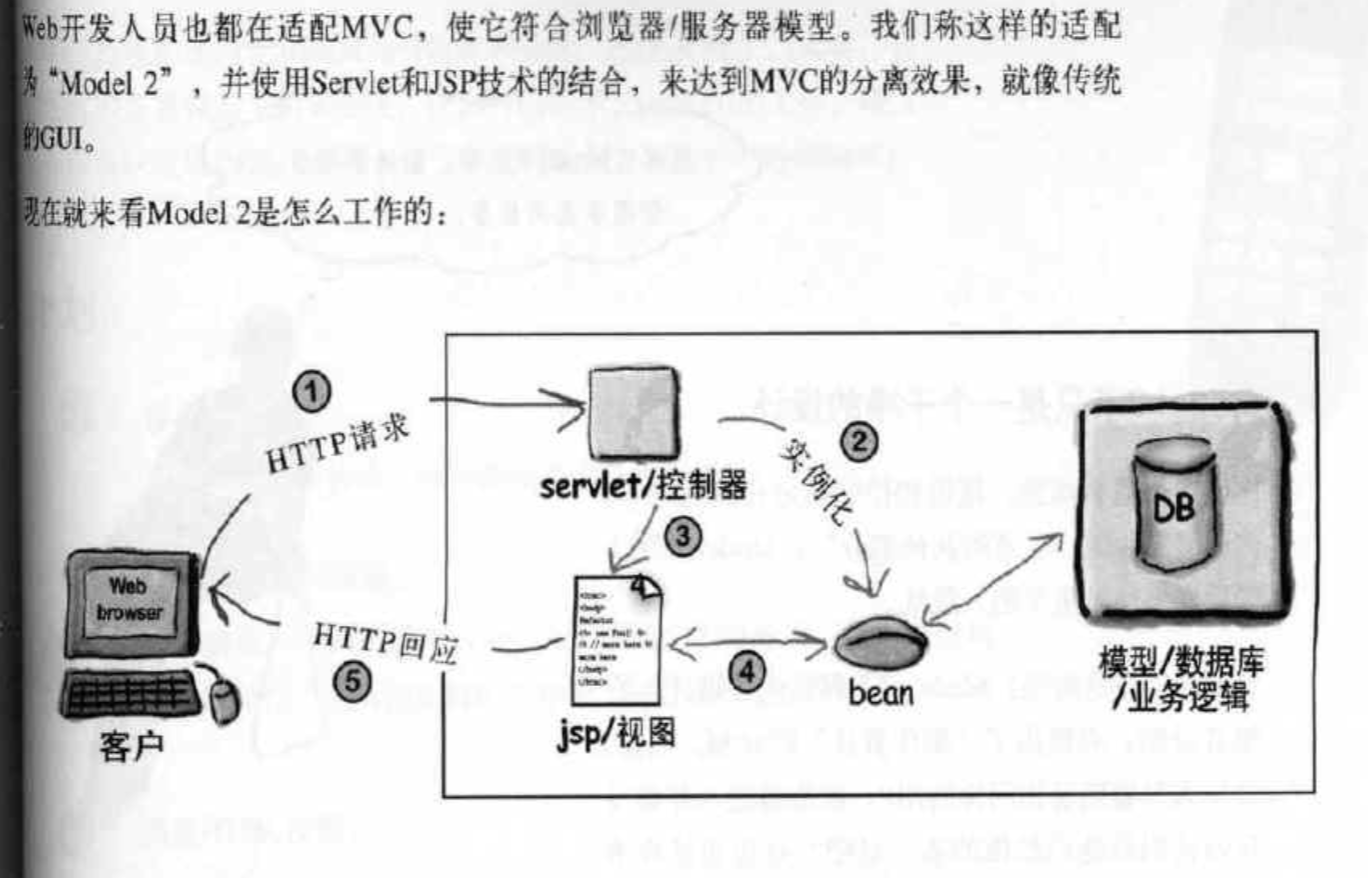 Web开发人员也都在适配MVC，使它符合浏览器/服务器模型。我们称这样的适配
为“Model 2”，并使用Servlet和JSP技术的结合，来达到MVC的分离效果，就像传统
的GUI。
现在就来看Model 2是怎么工作的：
1
HTTP请求
servlet/控制器
2
实例化
3
DB
Web
browser
4
HTTP回应
5
4
bean
模型/数据库
/业务逻辑
jsp/视图
客户